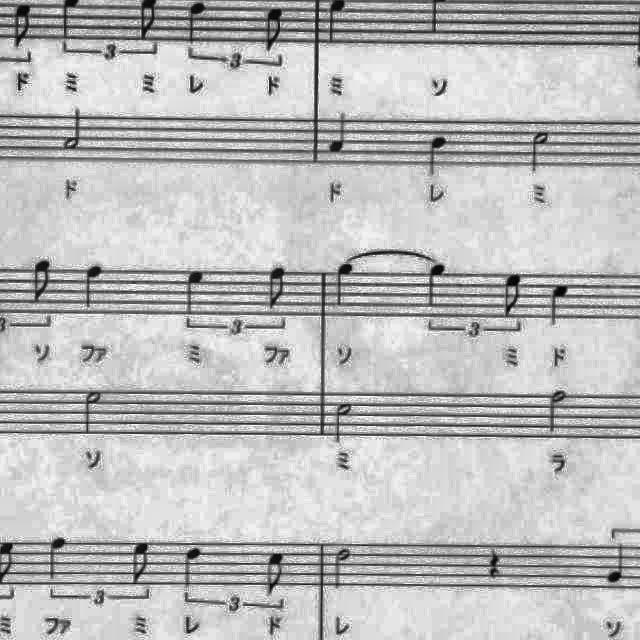 3 3
ド ミ ミ レ ド ミ ソ
ド ド レ ミ
3 3 3
ソ ファ ミ ファ ソ ミ ド
ソ ミ ラ
3 3
ミ ファ ミ レ ド レ ソ